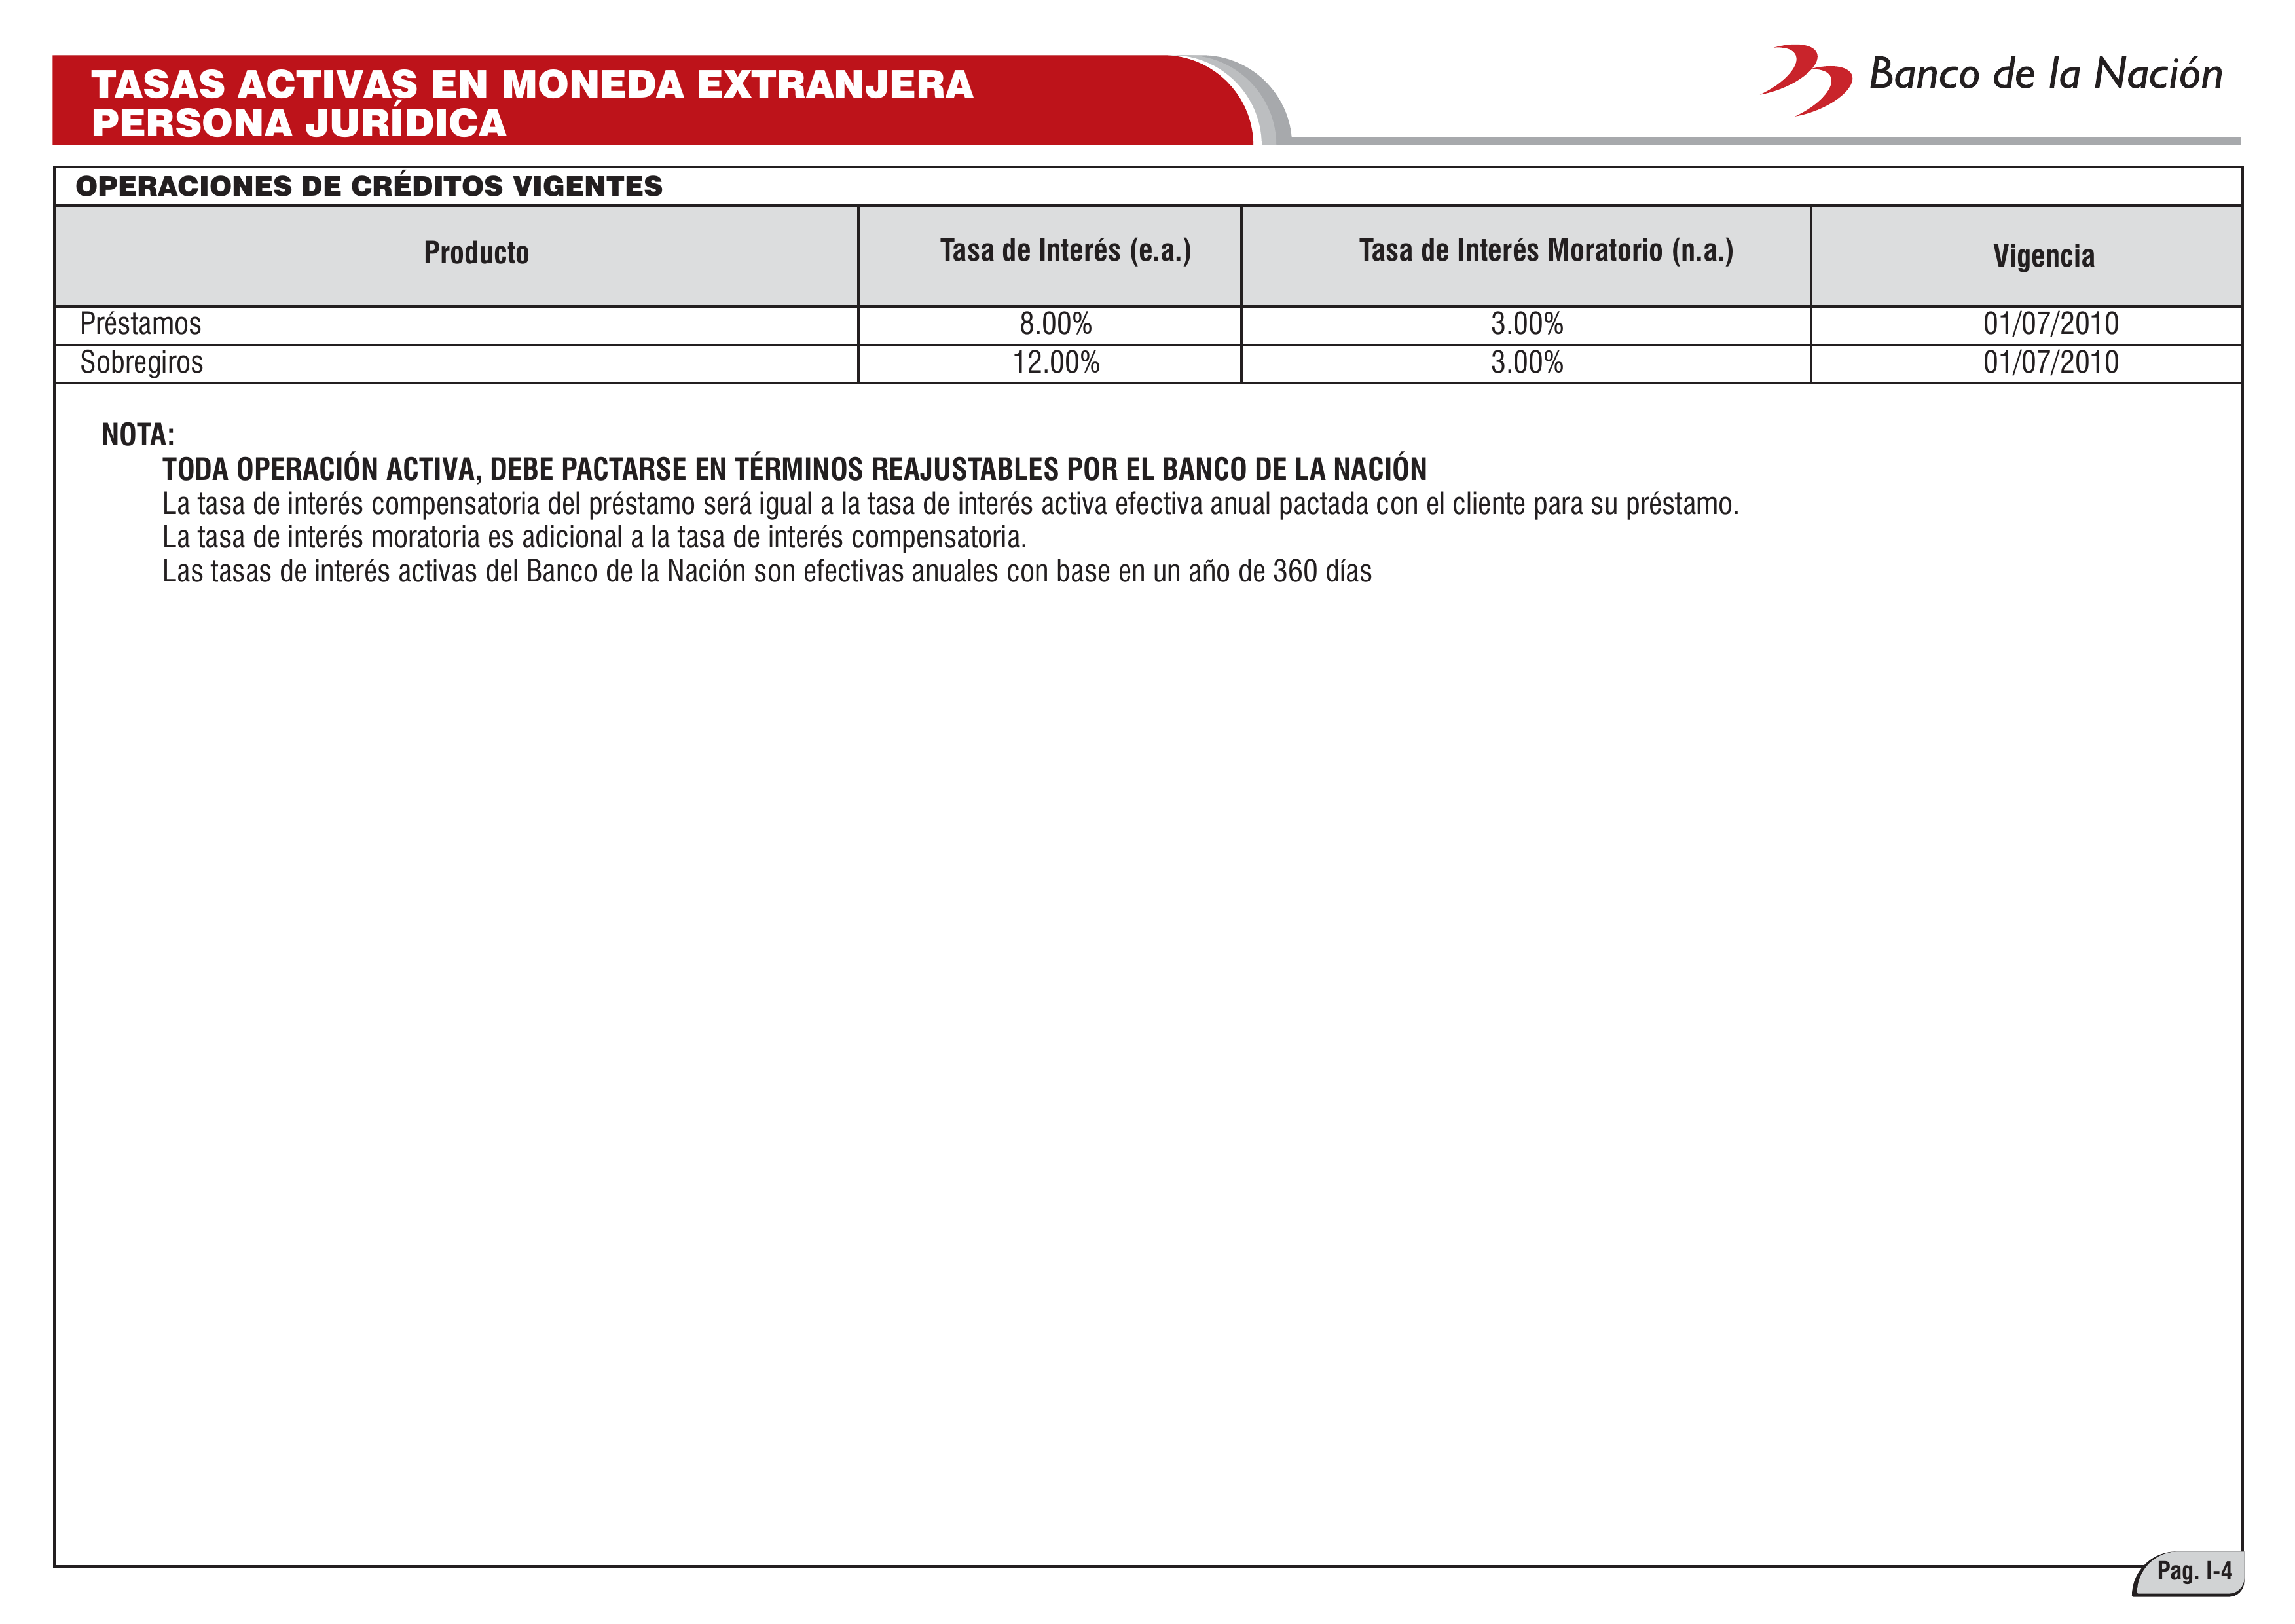 TASAS ACTIVAS EN MONEDA EXTRANJERA
PERSONA JURÍDICA
Banco de la Nación
OPERACIONES DE CRÉDITOS VIGENTES
Producto Tasa de Interés (e.a.) Tasa de Interés Moratorio (n.a.) Vigencia
Préstamos 8.00% 3.00% 01/07/2010
Sobregiros 12.00% 3.00% 01/07/2010
NOTA:
TODA OPERACIÓN ACTIVA, DEBE PACTARSE EN TÉRMINOS REAJUSTABLES POR EL BANCO DE LA NACIÓN
La tasa de interés compensatoria del préstamo será igual a la tasa de interés activa efectiva anual pactada con el cliente para su préstamo.
La tasa de interés moratoria es adicional a la tasa de interés compensatoria.
Las tasas de interés activas del Banco de la Nación son efectivas anuales con base en un año de 360 días
Pag. I-4